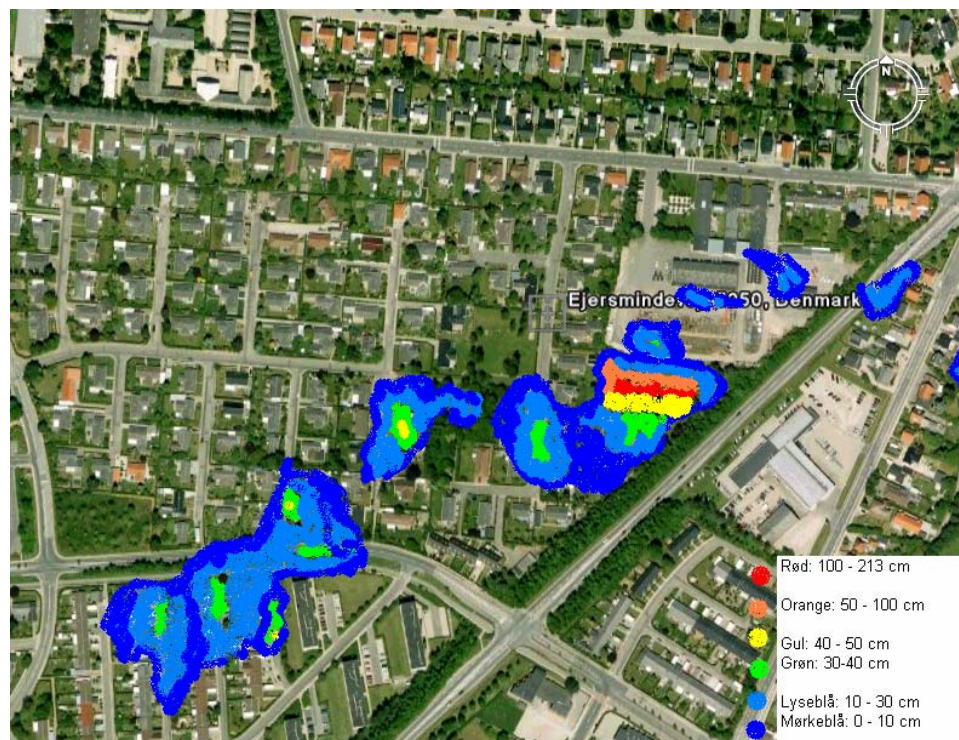 N
Ejersminde
050, Denmark
Rød: 100 - 213 cm
Orange: 50 - 100 cm
Gul: 40 - 50 cm
Grøn: 30-40 cm
Lyseblå: 10 - 30 cm
Mørkeblå: 0 - 10 cm